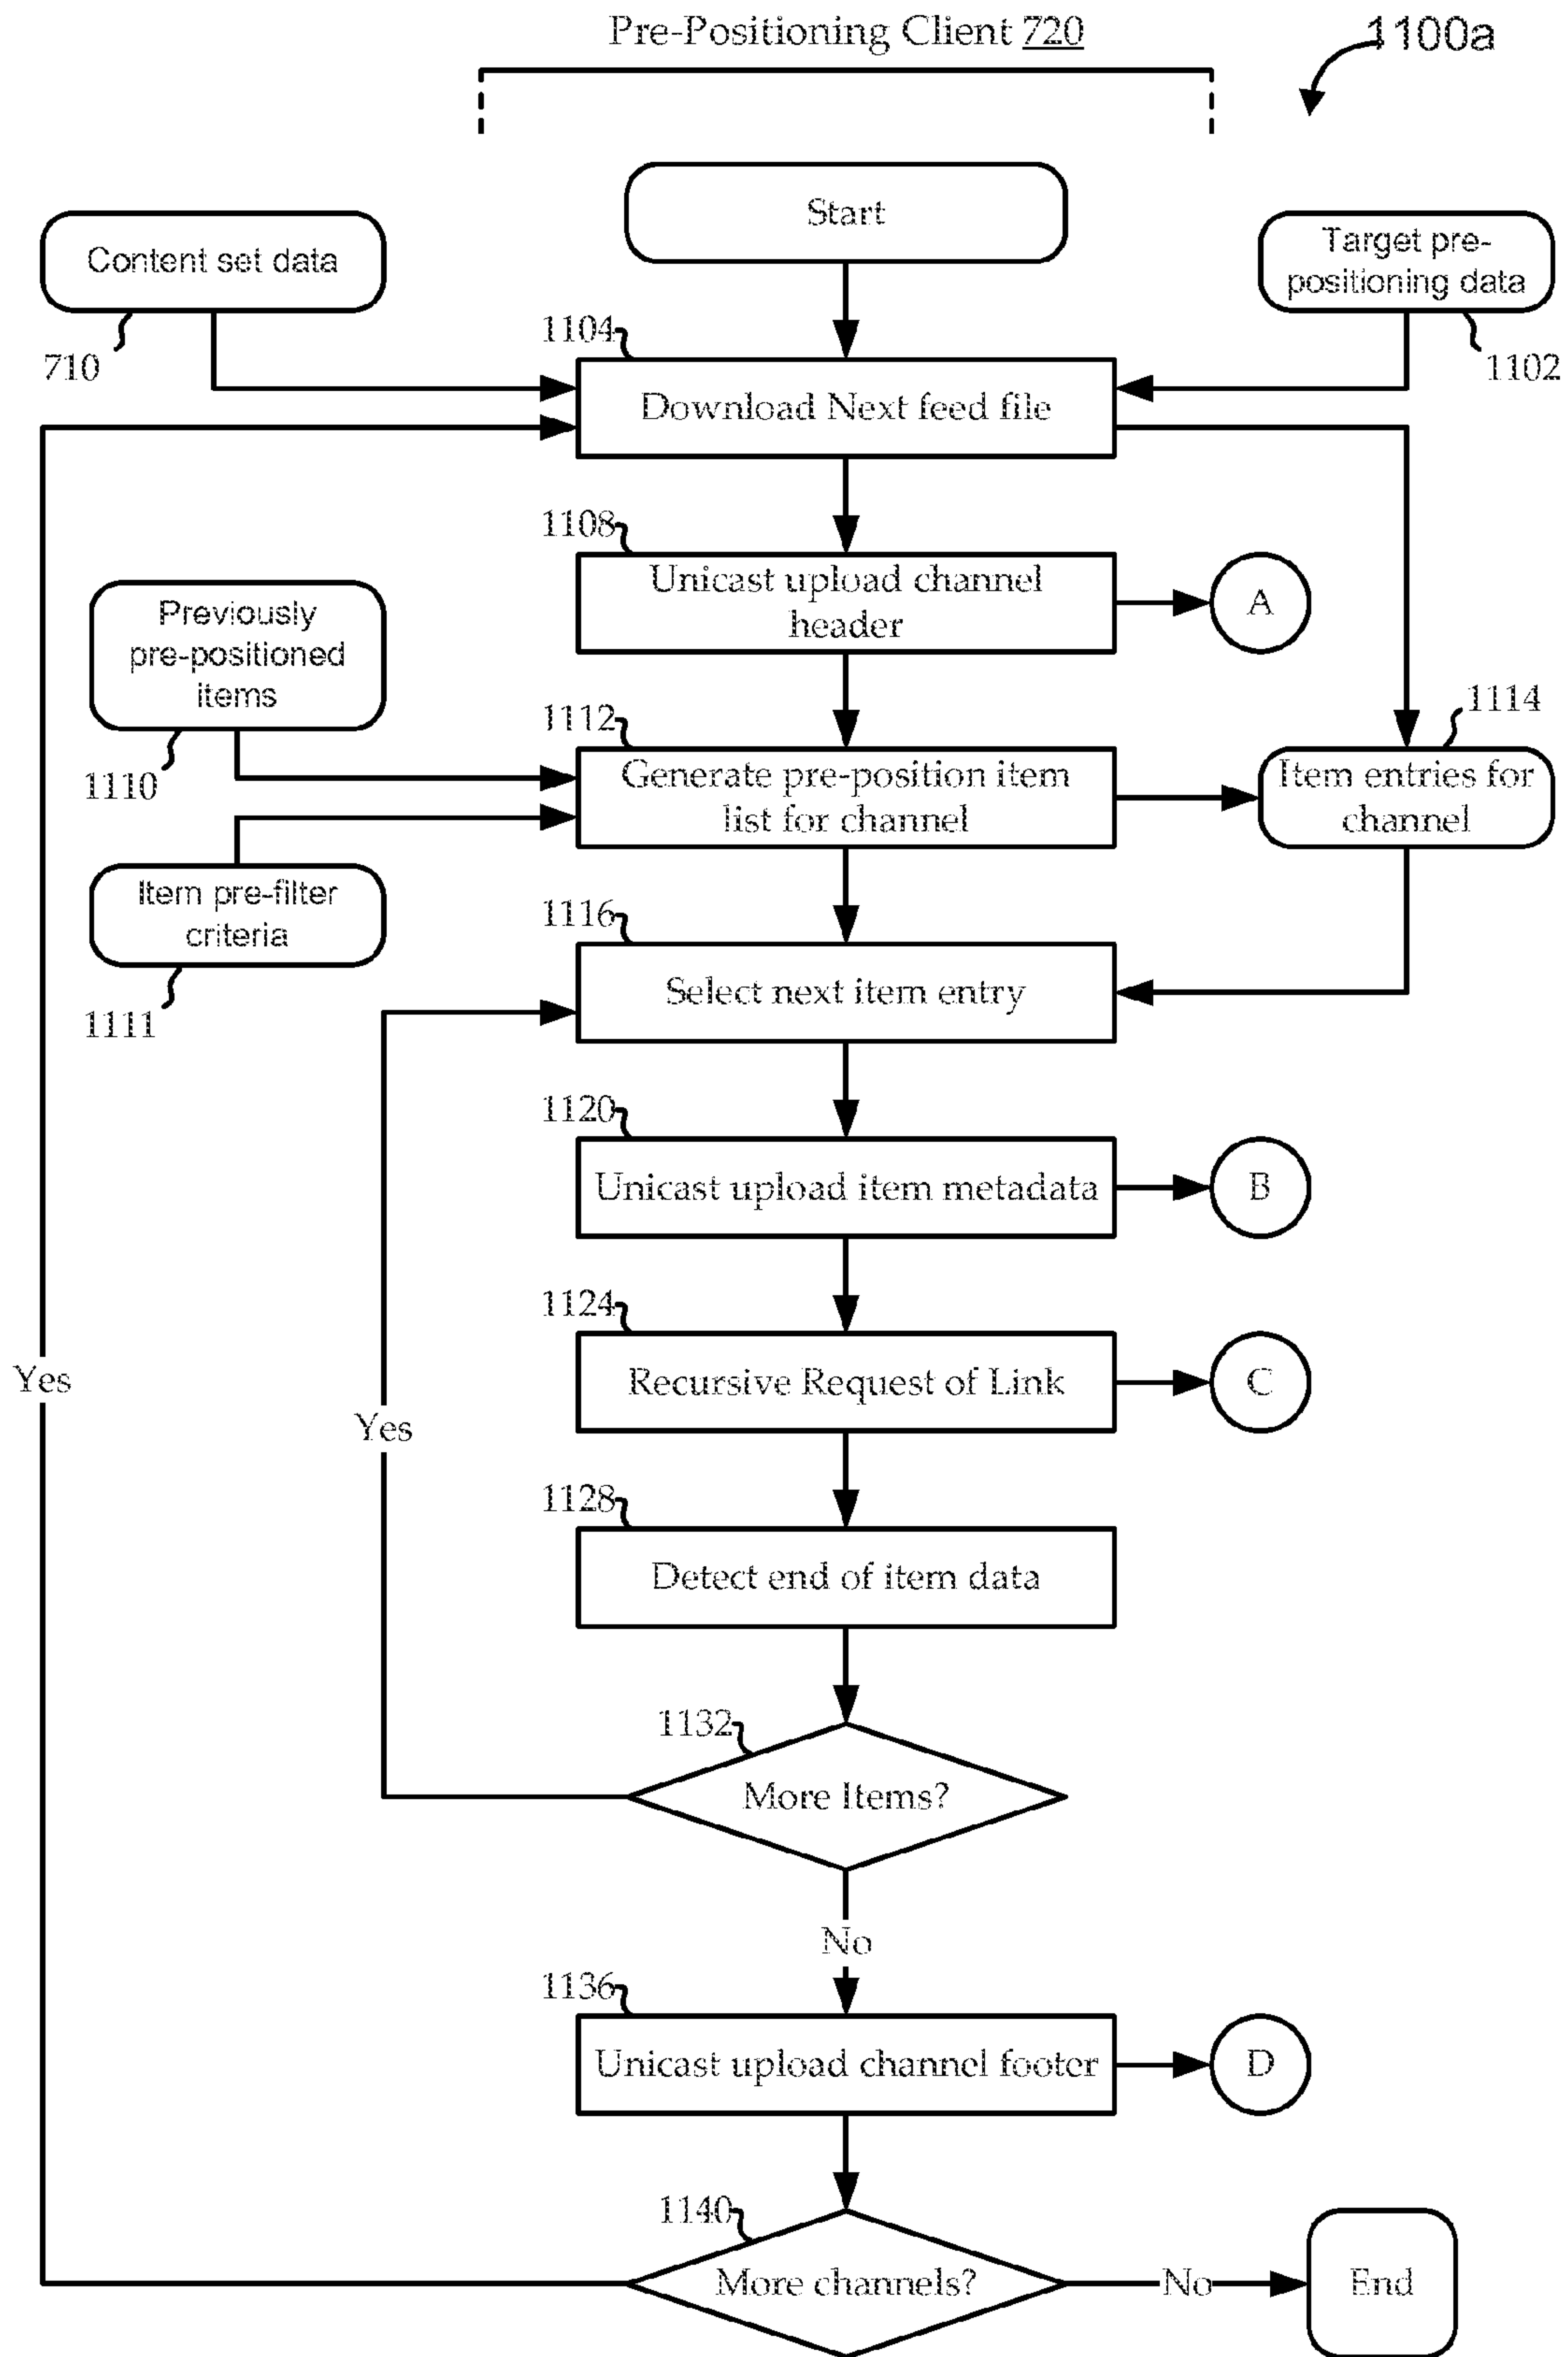 Pre-Positioning Client 720
1100a
Start
Content set data
710
Target pre-
positioning data
1102
1104
Download Next feed file
1108
Unicast upload channel
header
A
Previously
pre-positioned
items
1110
1112
Generate pre-position item
list for channel
1114
Item entries for
channel
Item pre-filter
criteria
1111
1116
Select next item entry
1120
Unicast upload item metadata
B
1124
Recursive Request of Link
C
Yes
Yes
1128
Detect end of item data
1132
More Items?
No
1136
Unicast upload channel footer
D
1140
More channels?
No
End